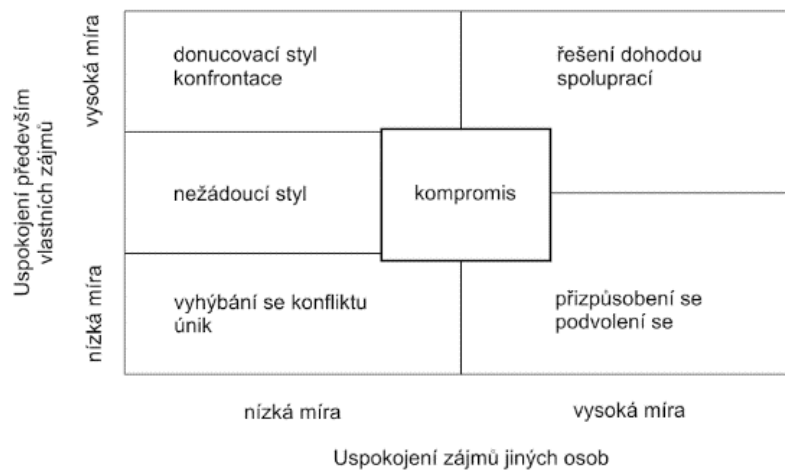 Uspokojení především
vlastních zájmů
vysoká míra
nízká míra
donucovací styl
konfrontace
řešení dohodou
spoluprací
nežádoucí styl
kompromis
vyhýbání se konfliktu
únik
přizpůsobení se
podvolení se
nízká míra
vysoká míra
Uspokojení zájmů jiných osob